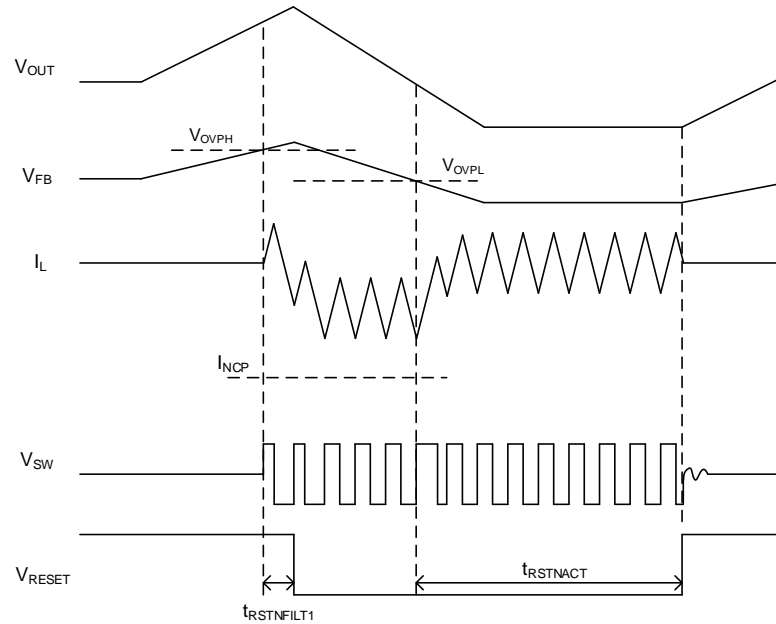 VOUT
VOVPH
VFB
VOVPL
IL
INCP
VSW
VRESET
tRSTNACT
tRSTNFILT1